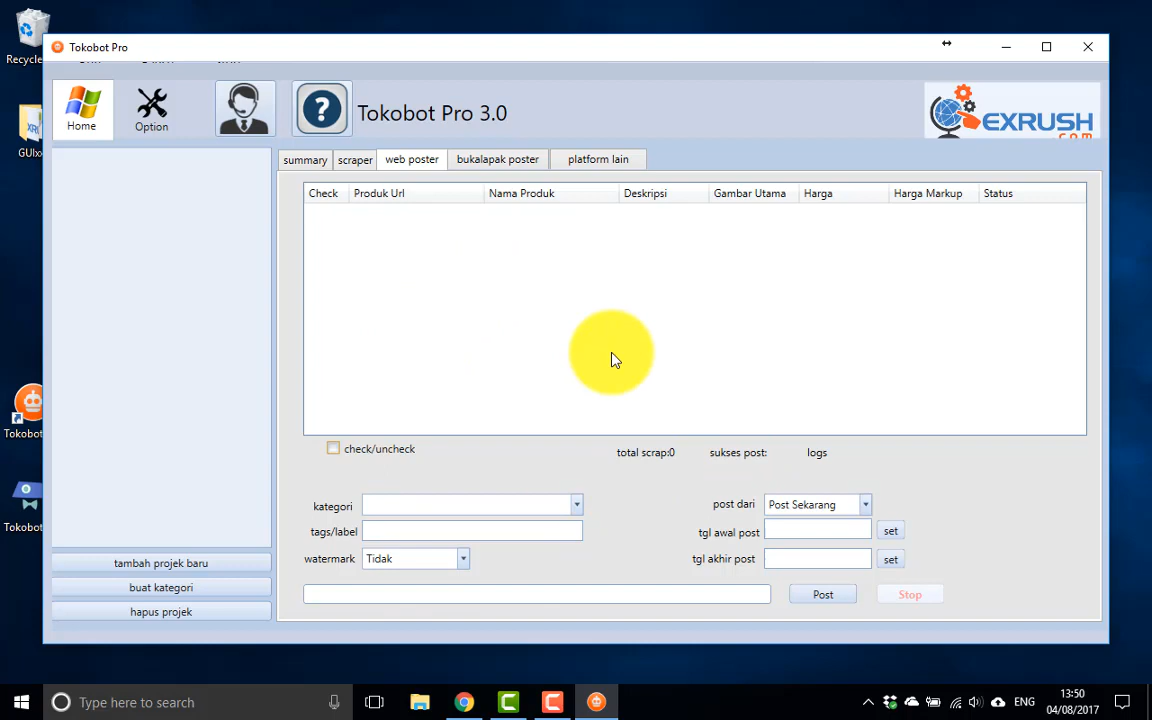 Recycle
Tokobot Pro
Home
Option
?
Tokobot Pro 3.0
EXRUSH
.COM
GUIxo
summary
scraper
web poster
bukalapak poster
platform lain
Check
Produk Url
Nama Produk
Deskripsi
Gambar Utama
Harga
Harga Markup
Status
Tokobot
Tokobot
check/uncheck
total scrap:0
sukses post:
logs
kategori
post dari
Post Sekarang
tags/label
tgl awal post
set
watermark
Tidak
tgl akhir post
set
tambah projek baru
buat kategori
hapus projek
Post
Stop
Type here to search
ENG
13:50
04/08/2017